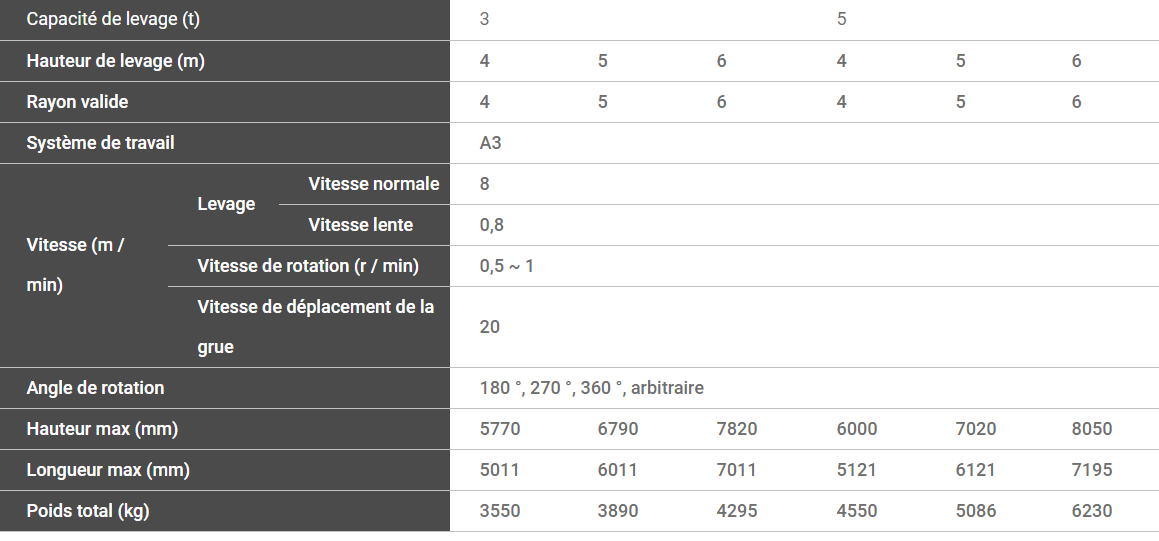 Capacité de levage (t) 3 5
Hauteur de levage (m) 4 5 6 4 5 6
Rayon valide 4 5 6 4 5 6
Système de travail A3
Vitesse (m /
min)
Levage
Vitesse normale 8
Vitesse lente 0,8
Vitesse de rotation (r / min) 0,5 ~ 1
Vitesse de déplacement de la
grue
20
Angle de rotation 180 °, 270 °, 360 °, arbitraire
Hauteur max (mm) 5770 6790 7820 6000 7020 8050
Longueur max (mm) 5011 6011 7011 5121 6121 7195
Poids total (kg) 3550 3890 4295 4550 5086 6230